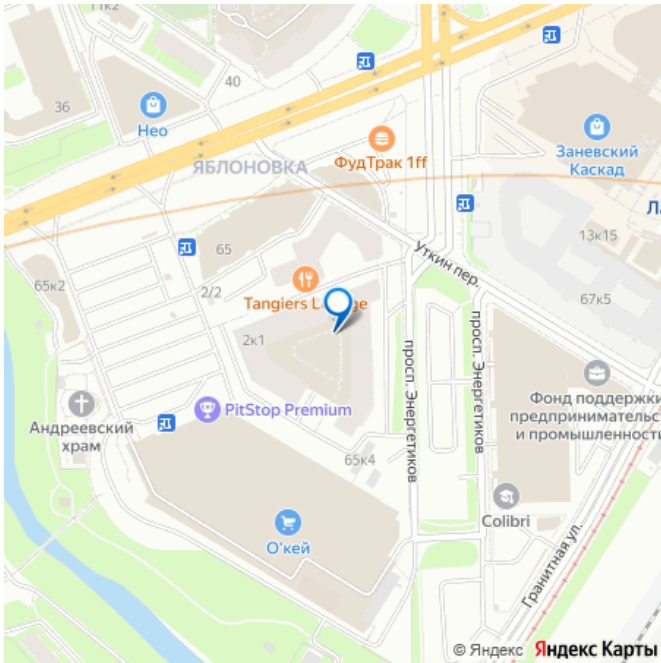 11к2
40
36
Нео
ФудТрак 1ff
Заневский
Каскад
ЯБЛОНОВКА
Ла
13к15
65
Уткин пер.
65к2
2/2
Tangiers L ge
67к5
2к1
просп. Энергетиков
просп. Энергетиков
Фонд поддержки
предпринимательс
и промышленности
PitStop Premium
Андреевский
храм
65к4
Colibri
О'кей
Гранитная ул.
© Яндекс Яндекс Карты